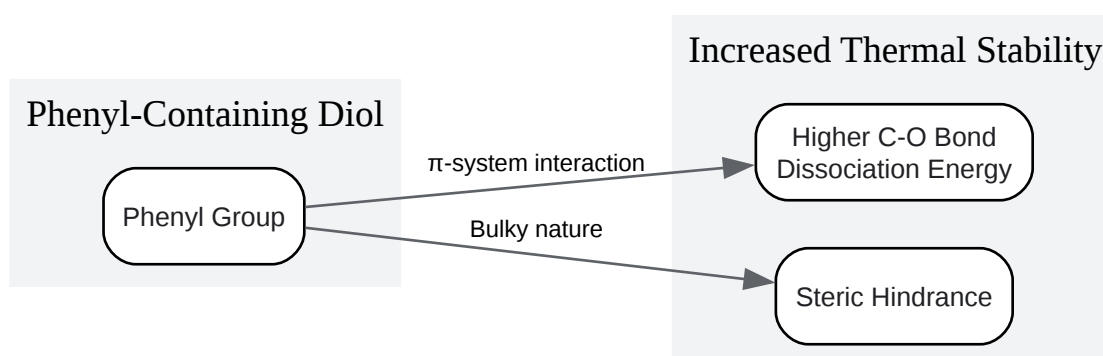 Increased Thermal Stability
Phenyl-Containing Diol
Higher C-O Bond
Dissociation Energy
π-system interaction
Phenyl Group
Bulky nature
Steric Hindrance